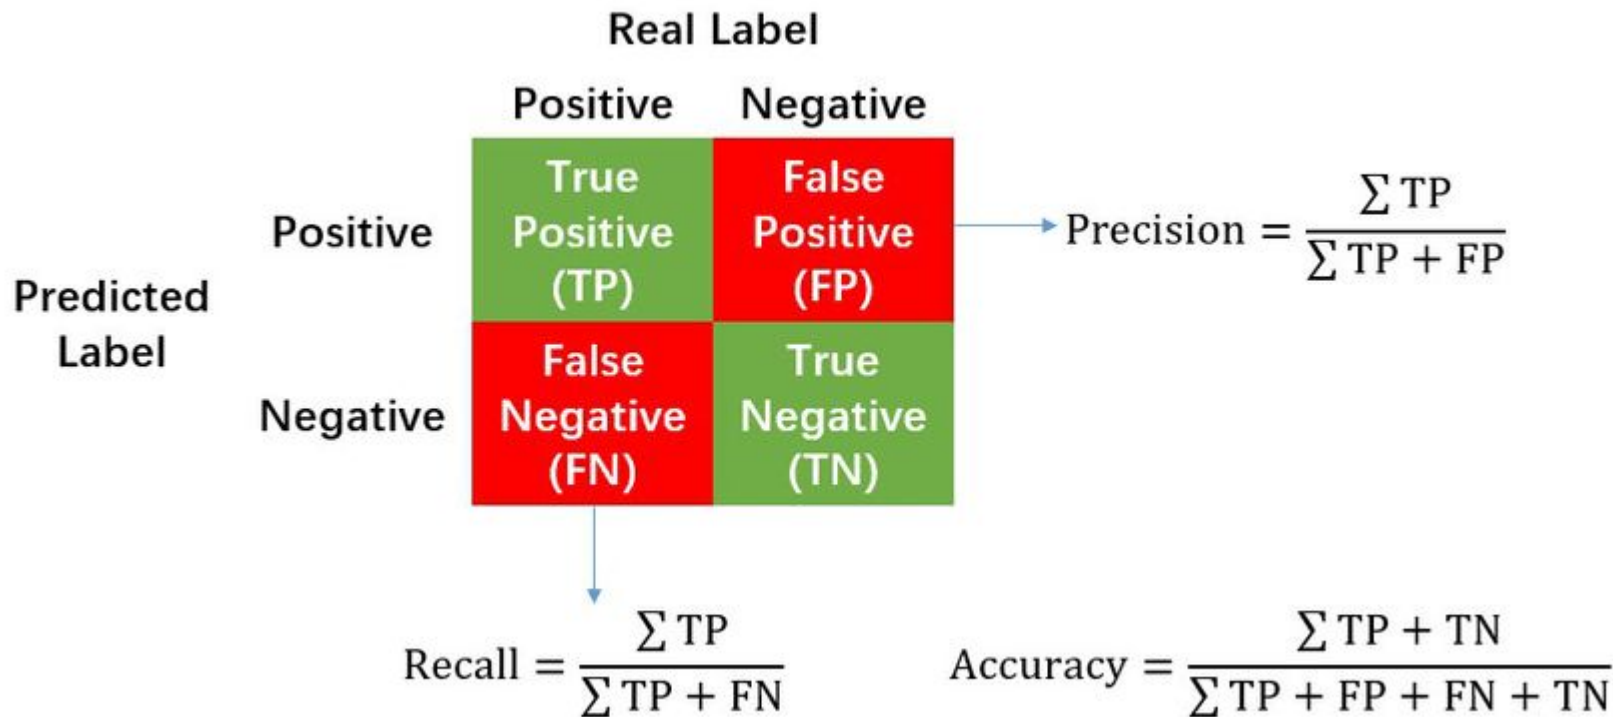 Real Label
Positive Negative
True
Positive
(TP)
False
Positive
(FP)
Positive
Precision = ∑ TP / ∑ TP + FP
Predicted
Label
False
Negative
(FN)
True
Negative
(TN)
Negative
Recall = ∑ TP / ∑ TP + FN
Accuracy = ∑ TP + TN / ∑ TP + FP + FN + TN